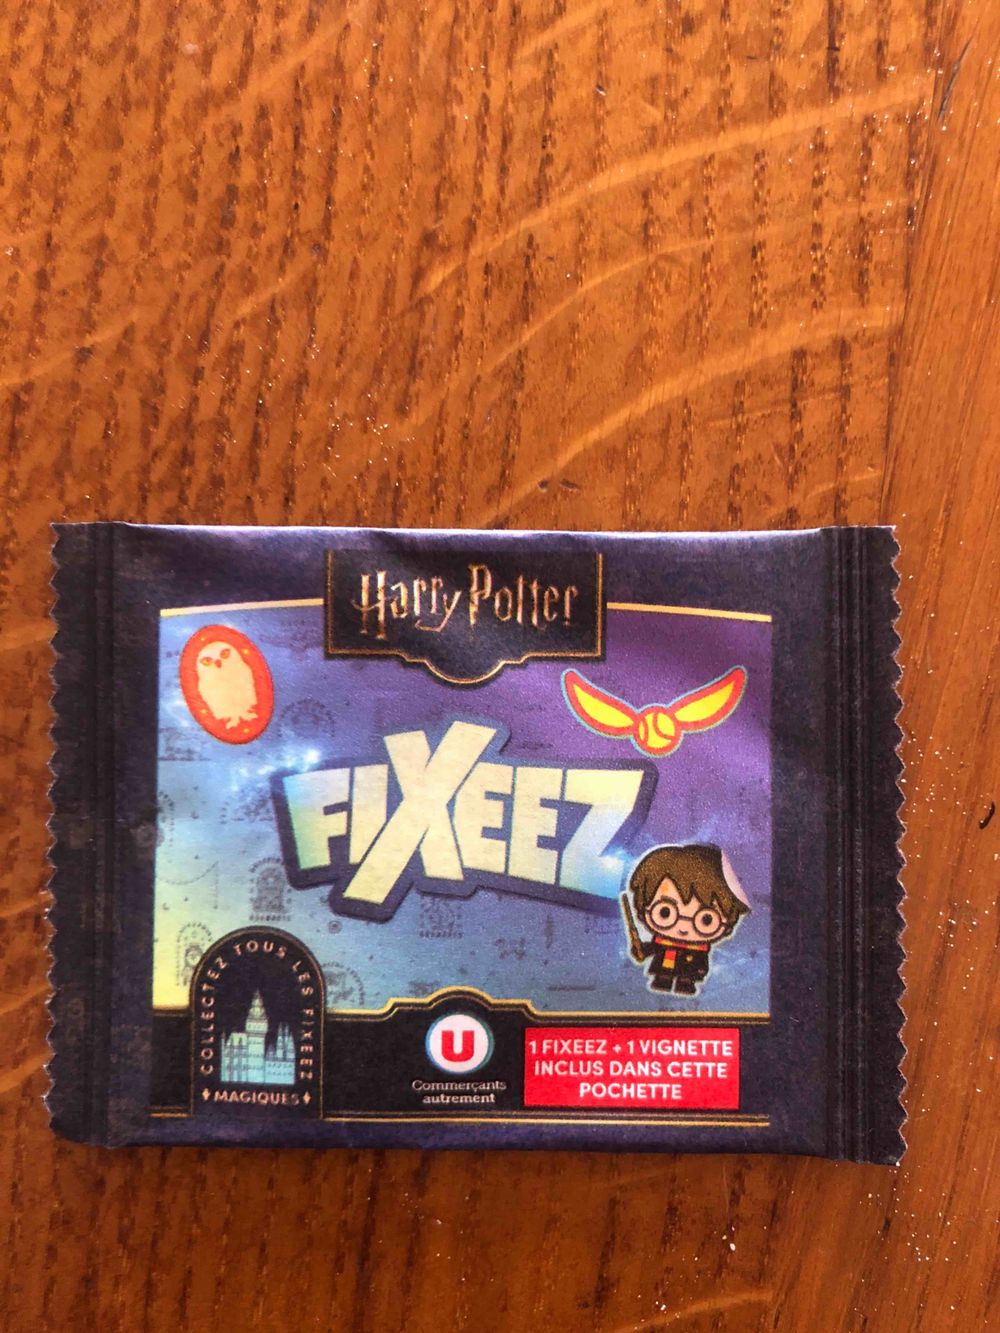 Harry Potter
FIXEEZ
COLLECTEZ TOUS LES FIXEEZ
MAGIQUES
U
Commerçants
autrement
1 FIXEEZ + 1 VIGNETTE
INCLUS DANS CETTE
POCHETTE